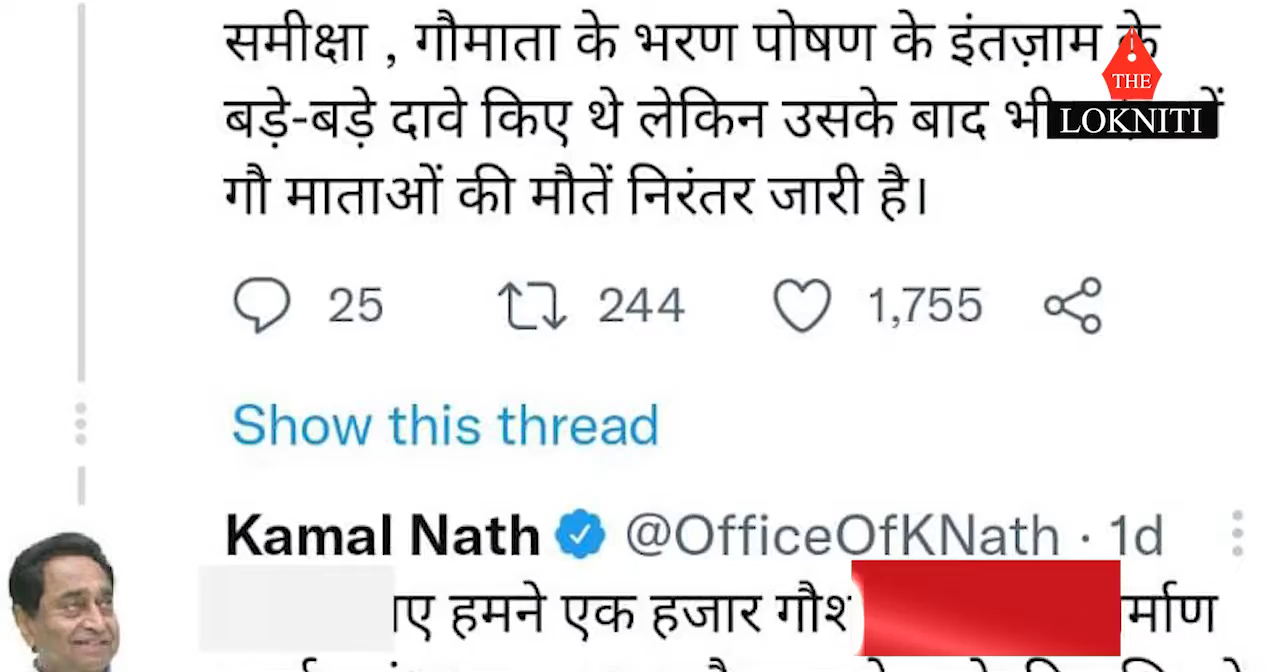 समीक्षा , गौमाता के भरण पोषण के इंतज़ाम के
THE
बड़े-बड़े दावे किए थे लेकिन उसके बाद भी
LOKNITI
गौ माताओं की मौतें निरंतर जारी है।
25 244 1,755
Show this thread
Kamal Nath @OfficeOfKNath · 1d
हमने एक हजार